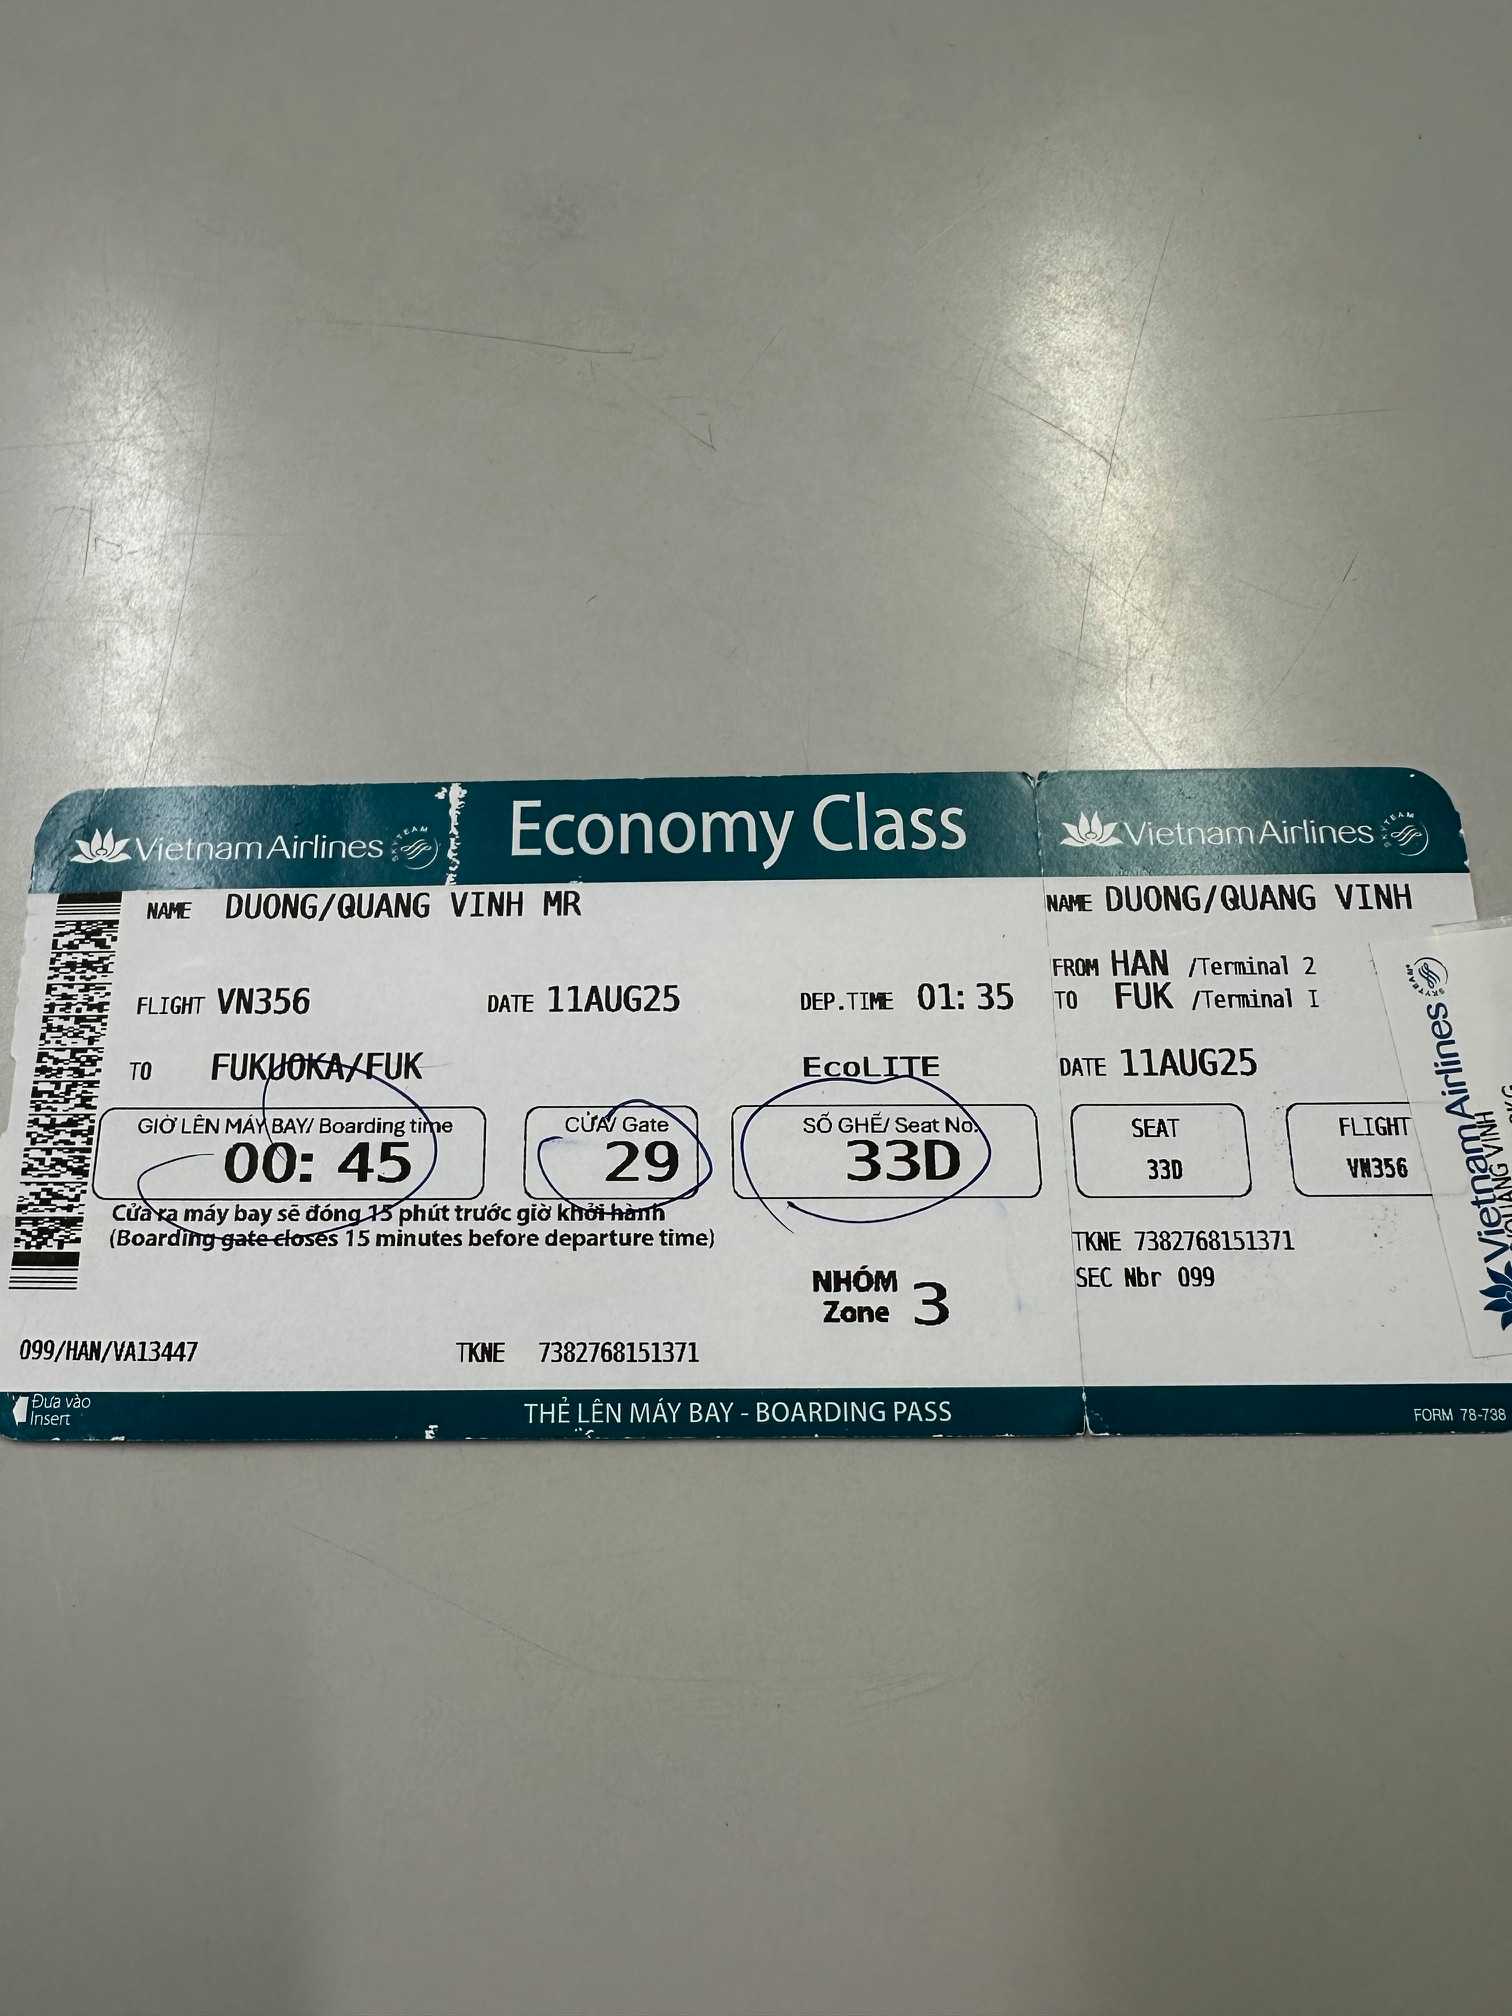 Vietnam Airlines SKYTEAM Economy Class
NAME DUONG/QUANG VINH MR
FLIGHT VN356 DATE 11AUG25 DEP.TIME 01: 35
TO FUKUOKA/FUK EcoLITE
GIỜ LÊN MÁY BAY/ Boarding time CỬA/ Gate SỐ GHẾ/ Seat No.
00: 45 29 33D
Cửa ra máy bay sẽ đóng 15 phút trước giờ khởi hành
(Boarding gate closes 15 minutes before departure time)
NHÓM
Zone 3
099/HAN/VA13447 TKNE 7382768151371
Đưa vào
Insert
THẺ LÊN MÁY BAY - BOARDING PASS
Vietnam Airlines SKYTEAM
NAME DUONG/QUANG VINH
FROM HAN /Terminal 2
TO FUK /Terminal I
DATE 11AUG25
SEAT FLIGHT
33D VN356
TKNE 7382768151371
SEC Nbr 099
FORM 78-738
Vietnam Airlines SKYTEAM
VINH